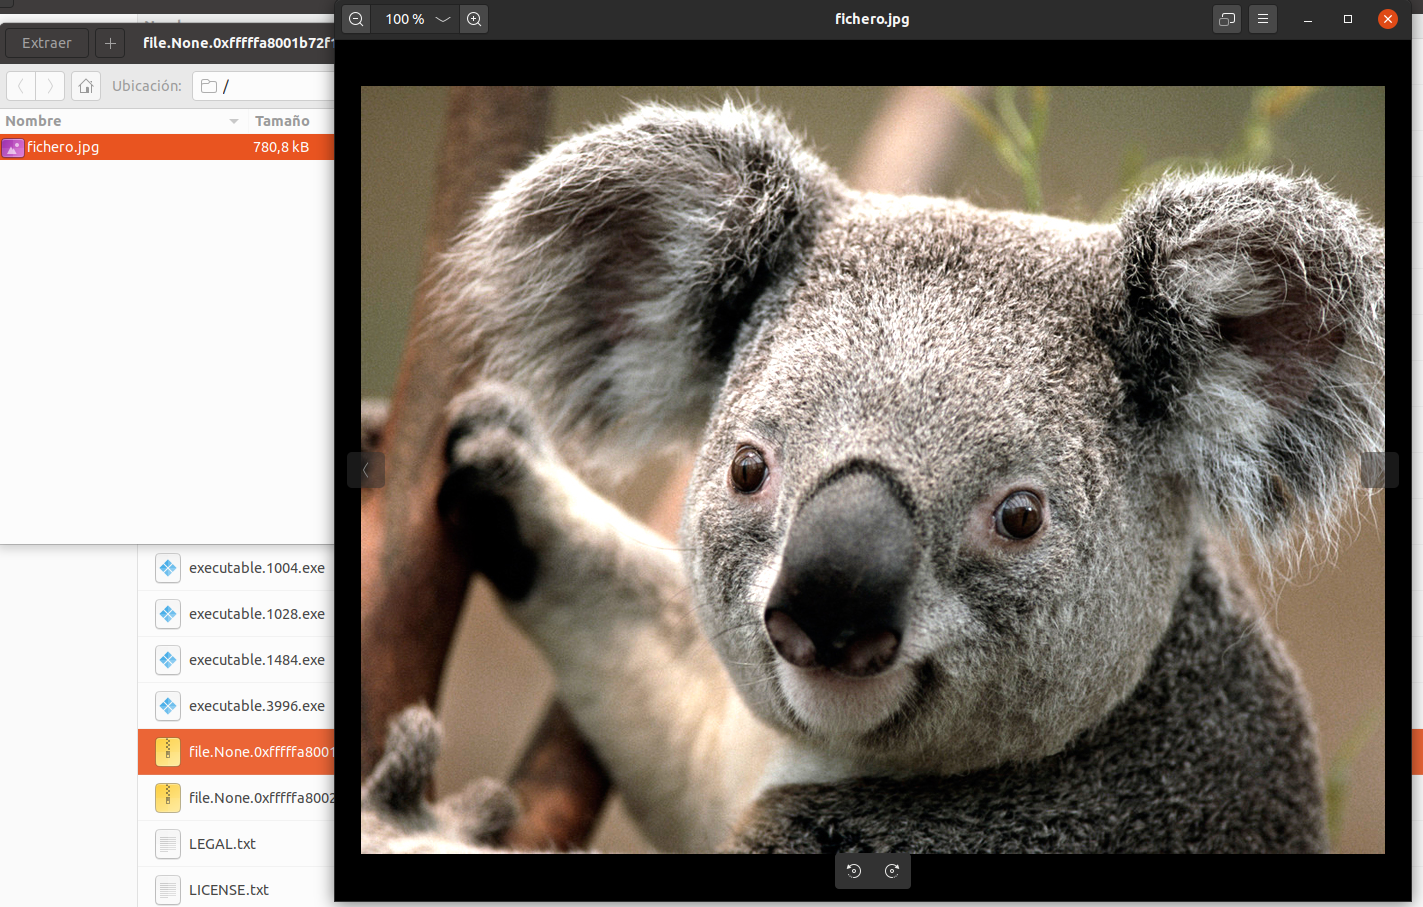 100 %
fichero.jpg
Extraer
file.None.0xfffffa8001b72f1
Ubicación:
/
Nombre
Tamaño
fichero.jpg
780,8 kB
executable.1004.exe
executable.1028.exe
executable.1484.exe
executable.3996.exe
file.None.0xfffffa8001
file.None.0xfffffa8002
LEGAL.txt
LICENSE.txt